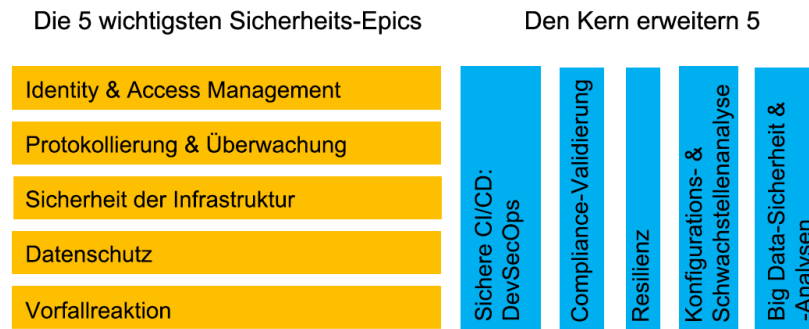 Die 5 wichtigsten Sicherheits-Epics
Den Kern erweitern 5
Identity & Access Management
Protokollierung & Überwachung
Sicherheit der Infrastruktur
Datenschutz
Vorfallreaktion
Sichere CI/CD:
DevSecOps
Compliance-Validierung
Resilienz
Konfigurations- &
Schwachstellenanalyse
Big Data-Sicherheit &
-Analysen